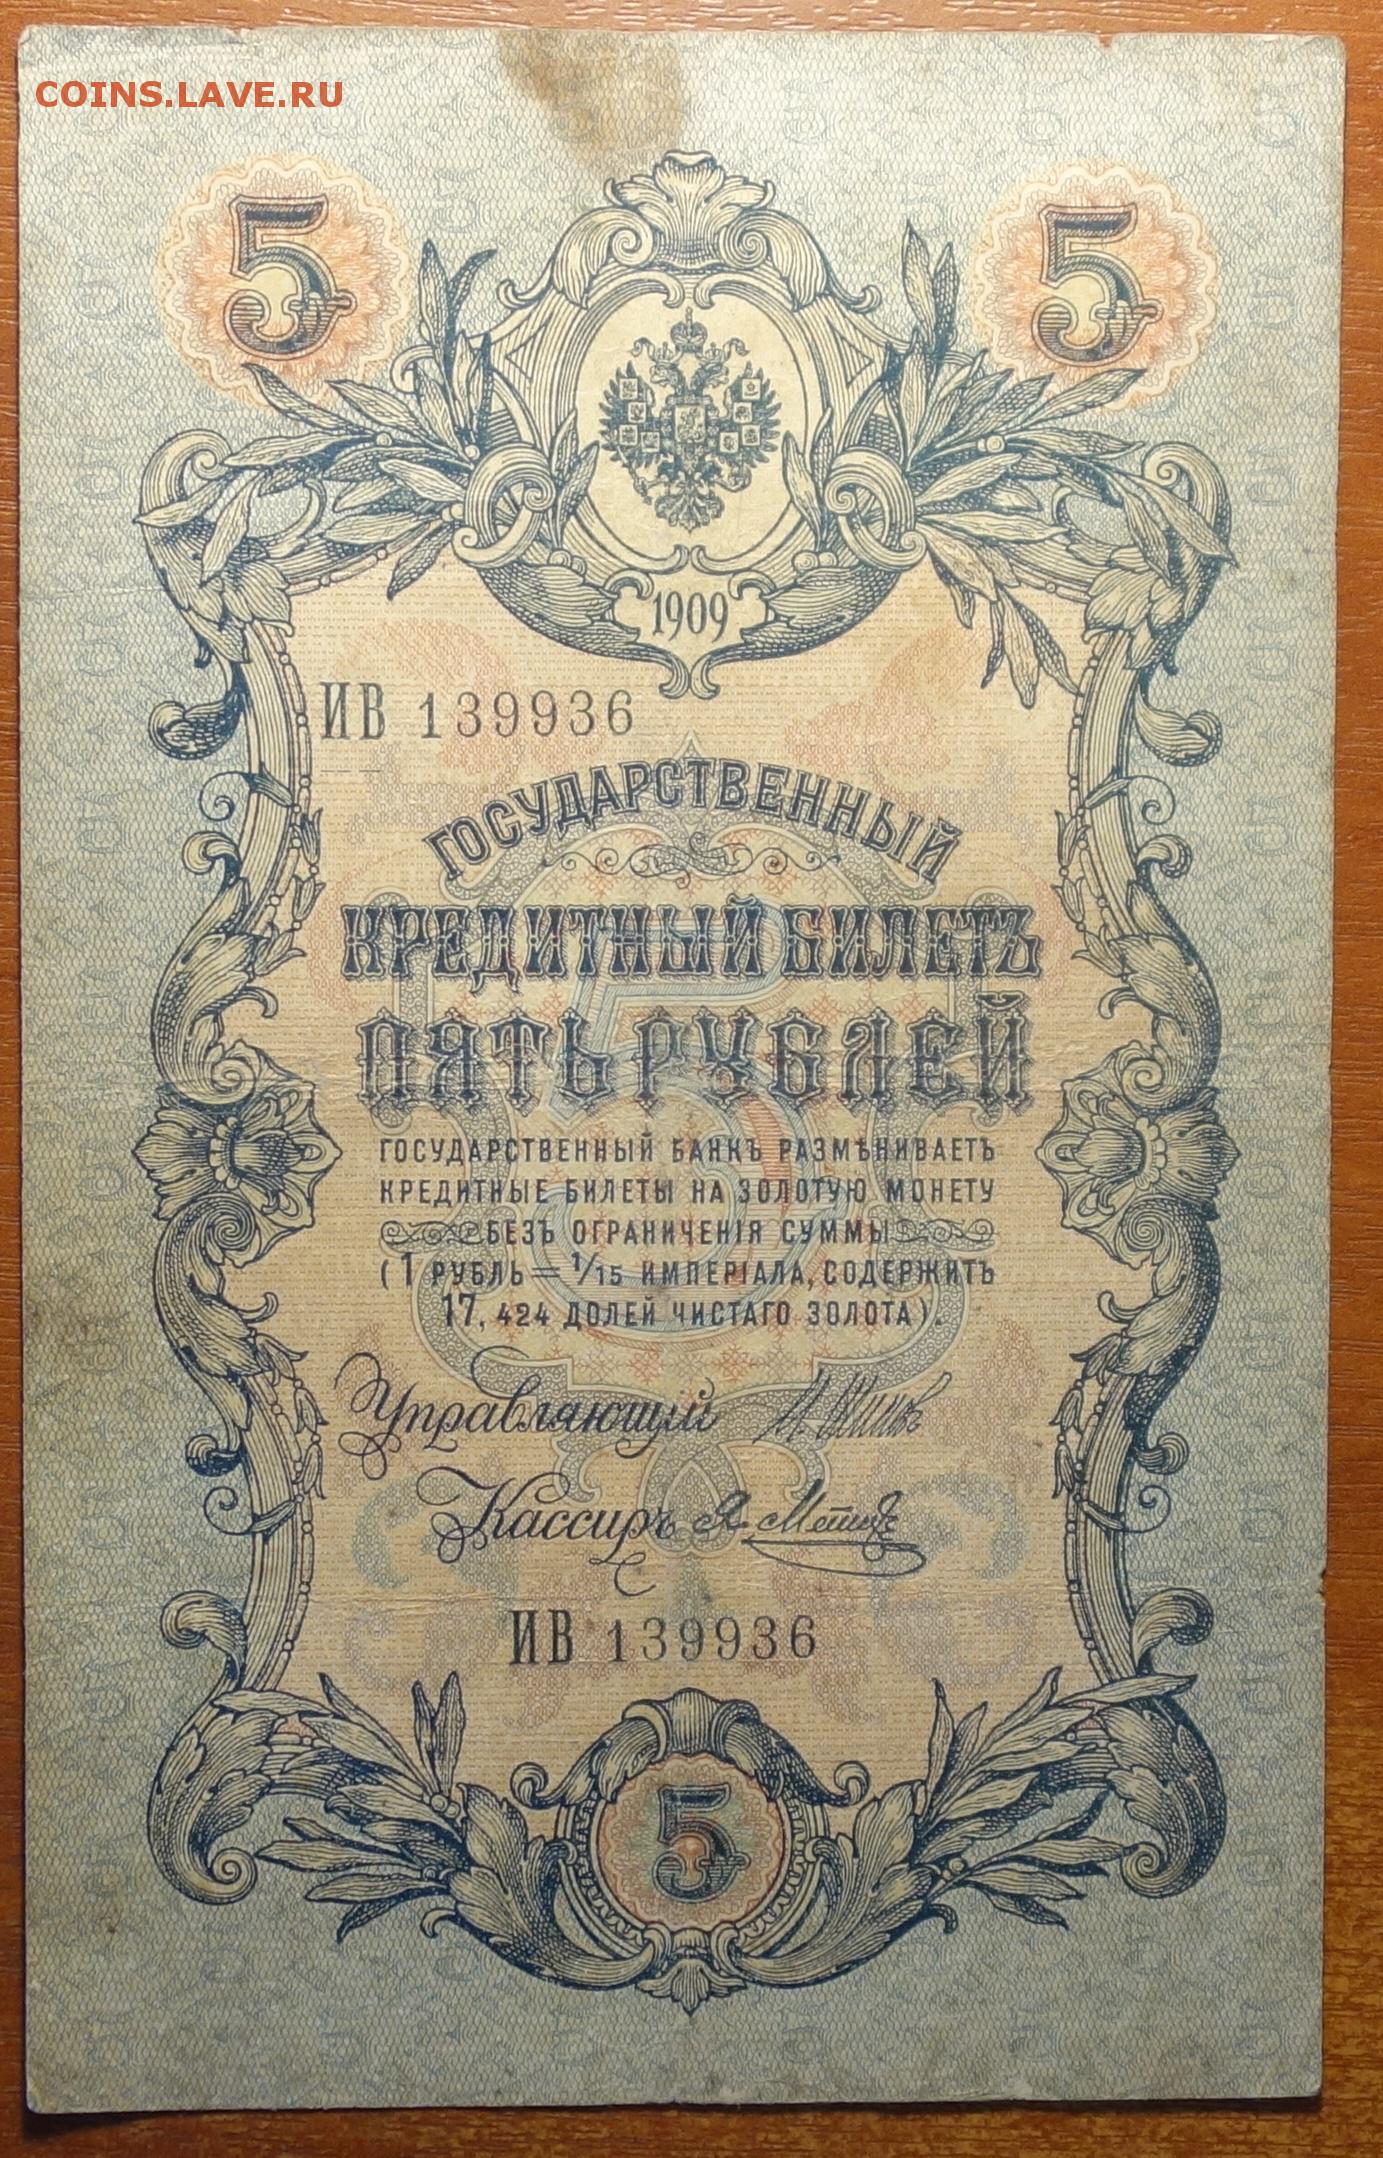 COINS.LAVE.RU
5 5
1909
ИВ 139936
ГОСУДАРСТВЕННЫЙ
КРЕДИТНЫЙ БИЛЕТЪ
ПЯТЬ РУБЛЕЙ
ГОСУДАРСТВЕННЫЙ БАНКЪ РАЗМѢНИВАЕТЪ
КРЕДИТНЫЕ БИЛЕТЫ НА ЗОЛОТУЮ МОНЕТУ
БЕЗЪ ОГРАНИЧЕНІЯ СУММЫ
(1 РУБЛЬ = 1/15 ИМПЕРІАЛА, СОДЕРЖИТЪ
17,424 ДОЛЕЙ ЧИСТАГО ЗОЛОТА).
Управляющій
Кассиръ
ИВ 139936
5